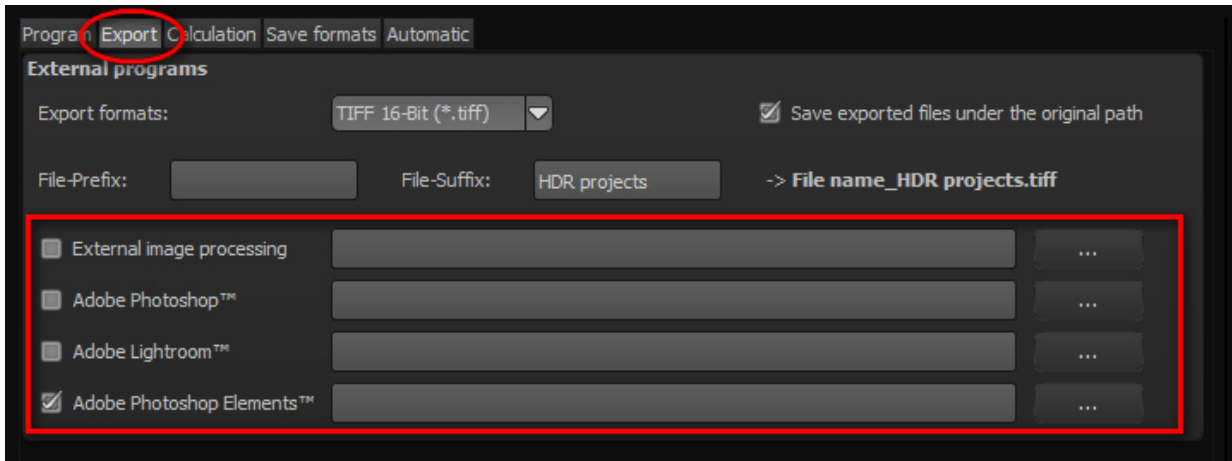 Program Export Calculation Save formats Automatic
External programs
Export formats: TIFF 16-Bit (*.tiff) Save exported files under the original path
File-Prefix: File-Suffix: HDR projects -> File name_HDR projects.tiff
External image processing ...
Adobe Photoshop™ ...
Adobe Lightroom™ ...
Adobe Photoshop Elements™ ...